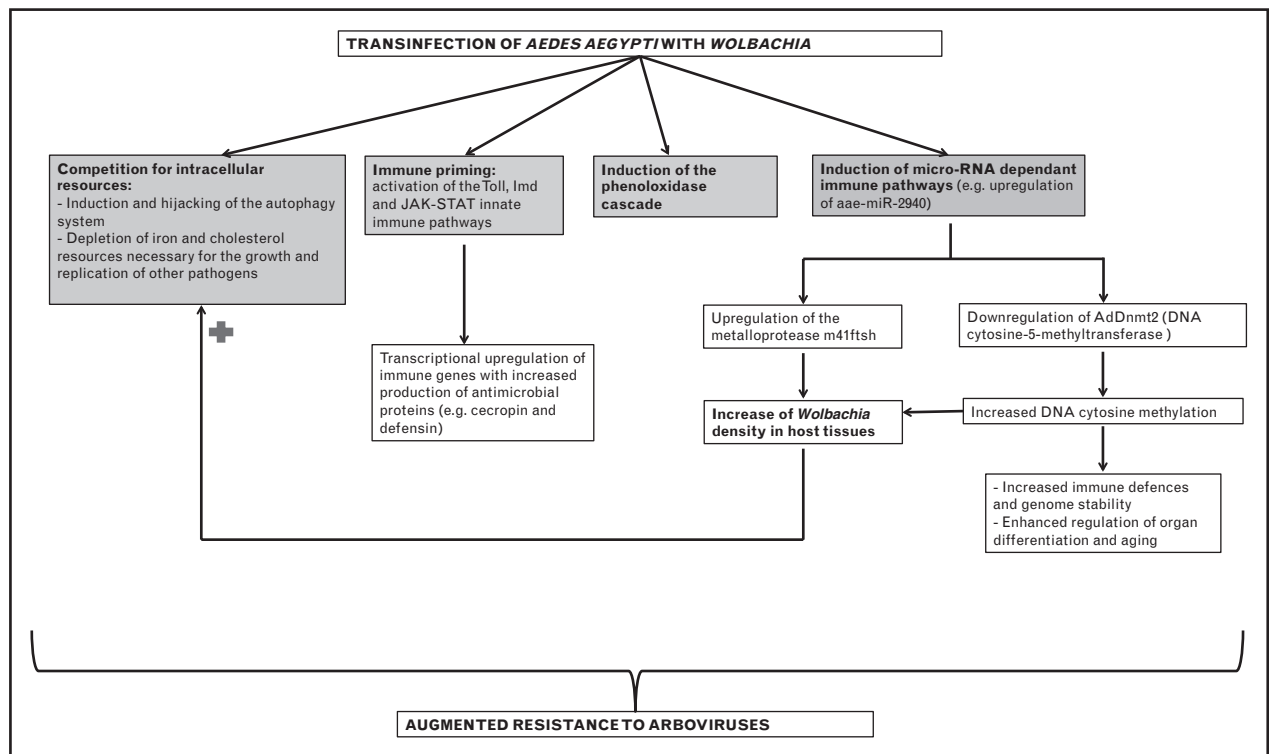 TRANSINFECTION OF AEDES AEGYPTI WITH WOLBACHIA
Competition for intracellular
resources:
- Induction and hijacking of the autophagy
system
- Depletion of iron and cholesterol
resources necessary for the growth and
replication of other pathogens
Immune priming:
activation of the Toll, Imd
and JAK-STAT innate
immune pathways
Induction of the
phenoloxidase
cascade
Induction of micro-RNA dependant
immune pathways (e.g. upregulation
of aae-miR-2940)
Upregulation of the
metalloprotease m41ftsh
Downregulation of AdDnmt2 (DNA
cytosine-5-methyltransferase )
Transcriptional upregulation of
immune genes with increased
production of antimicrobial
proteins (e.g. cecropin and
defensin)
Increase of Wolbachia
density in host tissues
Increased DNA cytosine methylation
- Increased immune defences
and genome stability
- Enhanced regulation of organ
differentiation and aging
AUGMENTED RESISTANCE TO ARBOVIRUSES